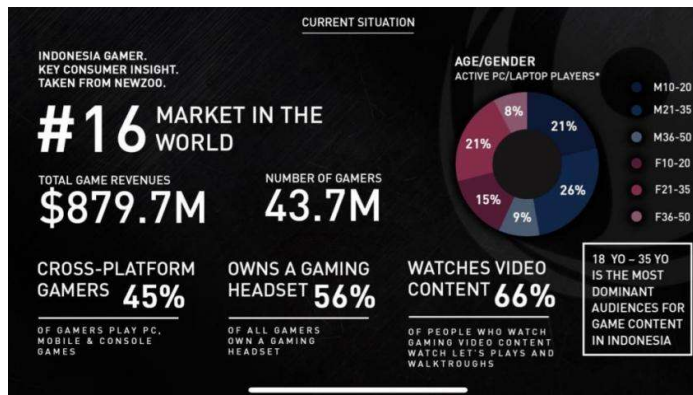 CURRENT SITUATION
INDONESIA GAMER.
KEY CONSUMER INSIGHT.
TAKEN FROM NEWZOO.
#16 MARKET IN THE
WORLD
TOTAL GAME REVENUES
$879.7M
NUMBER OF GAMERS
43.7M
AGE/GENDER
ACTIVE PC/LAPTOP PLAYERS*
8%
21%
21%
26%
15%
9%
M10-20
M21-35
M36-50
F10-20
F21-35
F36-50
CROSS-PLATFORM
GAMERS 45%
OF GAMERS PLAY PC,
MOBILE & CONSOLE
GAMES
OWNS A GAMING
HEADSET 56%
OF ALL GAMERS
OWN A GAMING
HEADSET
WATCHES VIDEO
CONTENT 66%
OF PEOPLE WHO WATCH
GAMING VIDEO CONTENT
WATCH LET'S PLAYS AND
WALKTROUGHS
18 YO – 35 YO
IS THE MOST
DOMINANT
AUDIENCES FOR
GAME CONTENT
IN INDONESIA